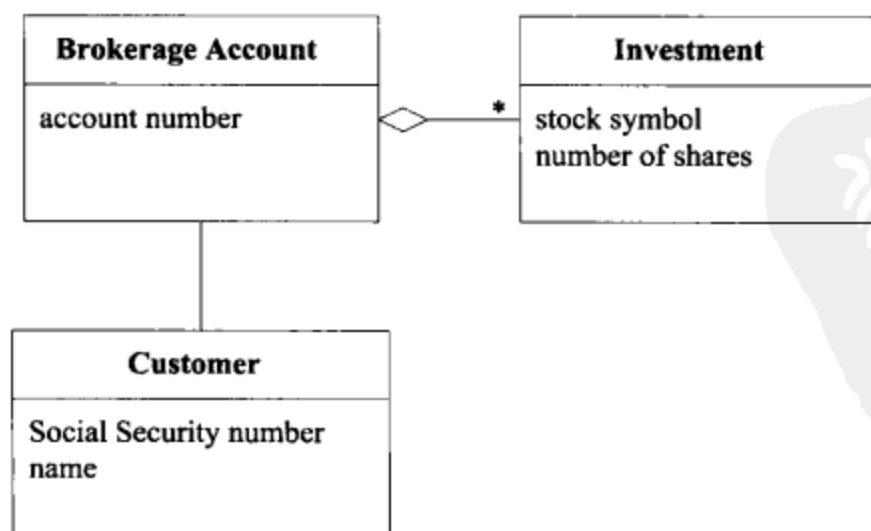 Brokerage Account
account number
*
Investment
stock symbol
number of shares
Customer
Social Security number
name